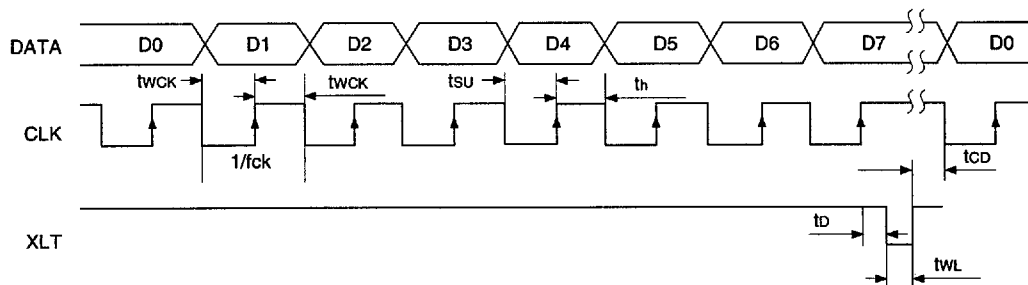 DATA D0 D1 D2 D3 D4 D5 D6 D7 D0
tWCK tWCK tSU th
CLK
1/fck tCD
XLT tD
tWL